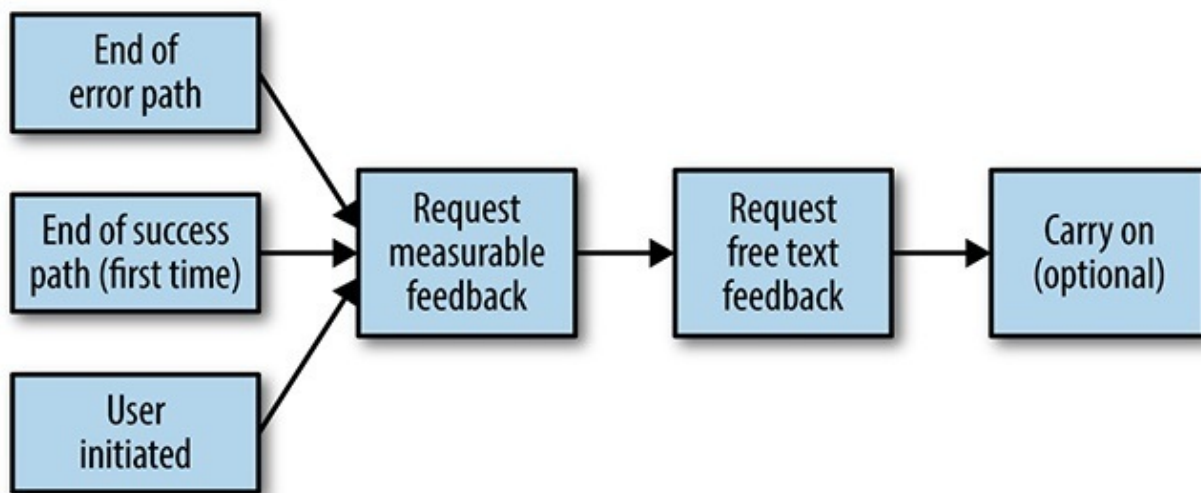 End of
error path
End of success
path (first time)
User
initiated
Request
measurable
feedback
Request
free text
feedback
Carry on
(optional)